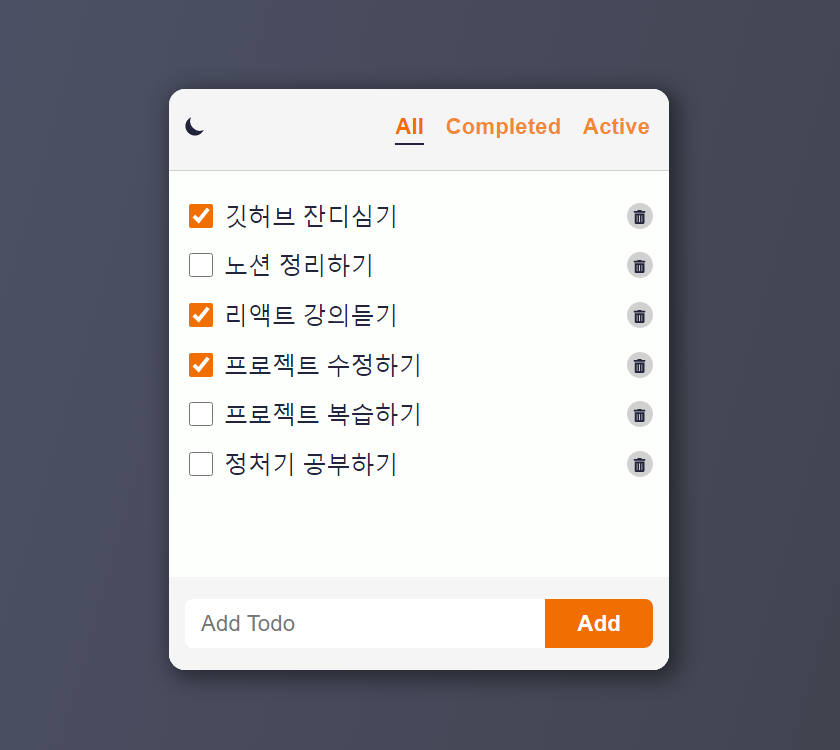 All Completed Active
깃허브 잔디심기
노션 정리하기
리액트 강의듣기
프로젝트 수정하기
프로젝트 복습하기
정처기 공부하기
Add Todo Add